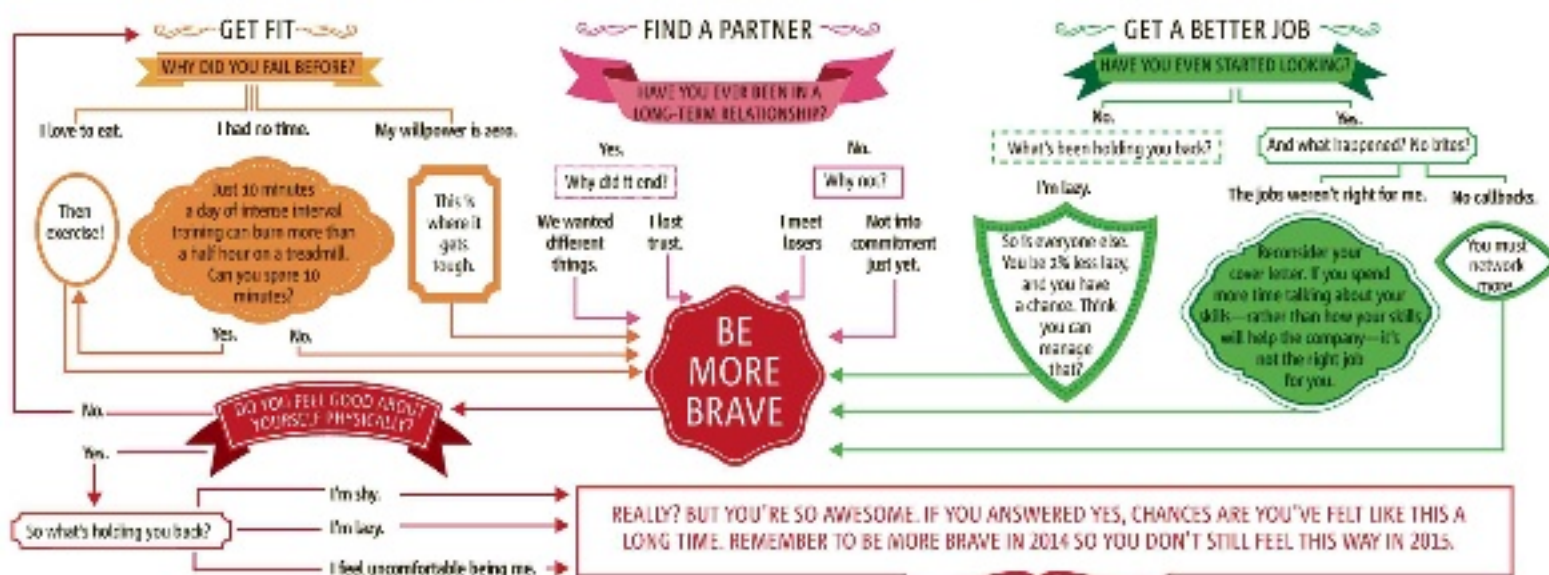 GET FIT
WHY DID YOU FAIL BEFORE?
I love to eat.
I had no time.
My willpower is zero.
Then
exercise!
Just 10 minutes
a day of intense interval
training can burn more than
a half hour on a treadmill.
Can you spare 10
minutes?
This is
where it
gets
tough.
Yes.
No.
FIND A PARTNER
HAVE YOU EVER BEEN IN A
LONG-TERM RELATIONSHIP?
Yes.
No.
Why did it end?
Why not?
We wanted
different
things.
I lost
trust.
I meet
losers
Not into
commitment
just yet.
GET A BETTER JOB
HAVE YOU EVEN STARTED LOOKING?
No.
Yes.
What's been holding you back?
And what happened? No bites?
I'm lazy.
The jobs weren't right for me.
No callbacks.
So is everyone else.
You be 2% less lazy,
and you have
a chance. Think
you can
manage
that?
Reconsider your
cover letter. If you spend
more time talking about your
skills—rather than how your skills
will help the company—it's
not the right job
for you.
You must
network
more.
BE
MORE
BRAVE
DO YOU FEEL GOOD ABOUT
YOURSELF PHYSICALLY?
No.
Yes.
So what's holding you back?
I'm shy.
I'm lazy.
I feel uncomfortable being me.
REALLY? BUT YOU'RE SO AWESOME. IF YOU ANSWERED YES, CHANCES ARE YOU'VE FELT LIKE THIS A
LONG TIME. REMEMBER TO BE MORE BRAVE IN 2014 SO YOU DON'T STILL FEEL THIS WAY IN 2015.